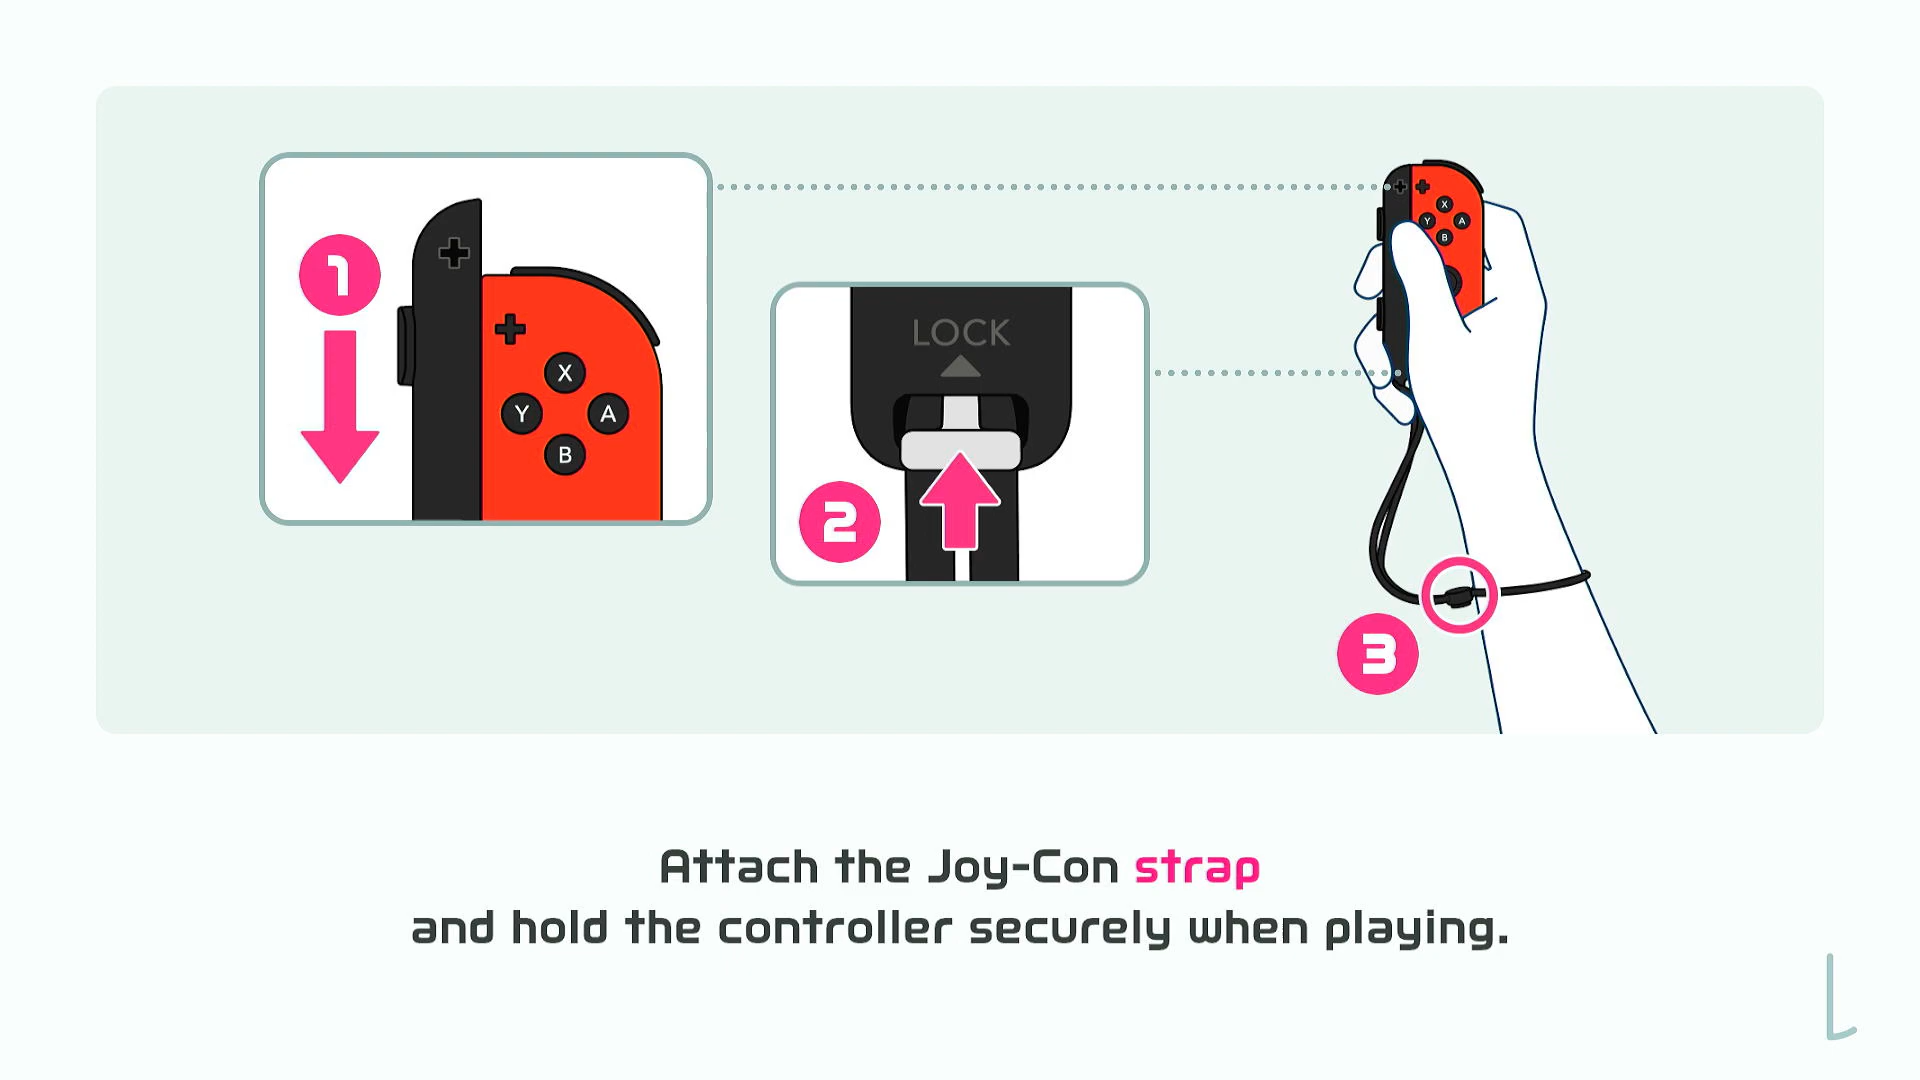 1
X
Y
A
B
LOCK
2
X
Y
A
B
3
Attach the Joy-Con strap
and hold the controller securely when playing.